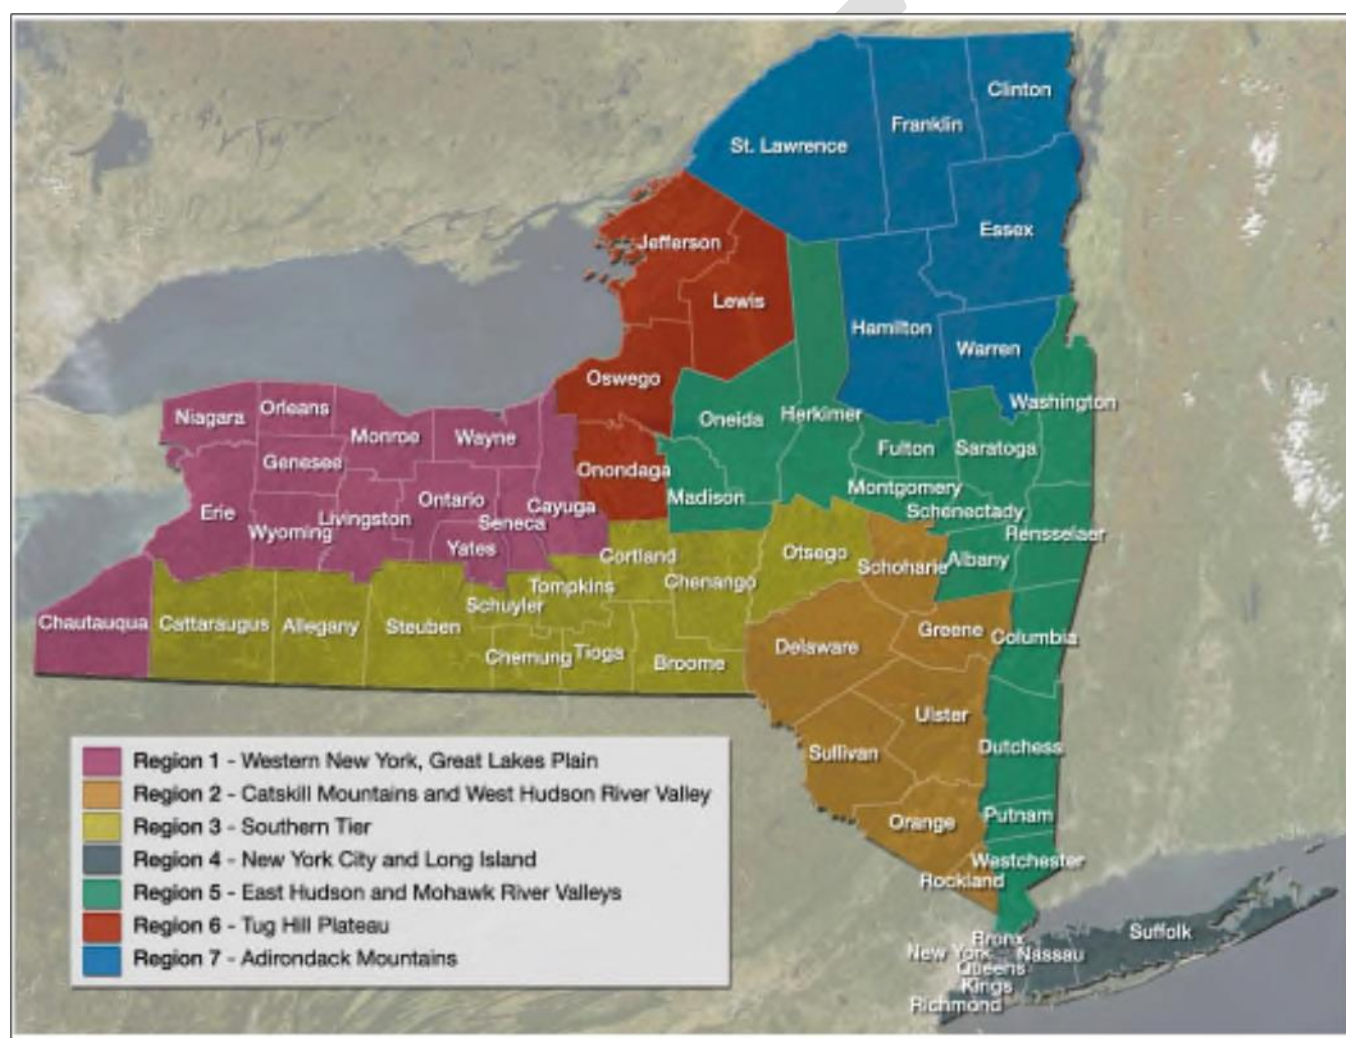 Clinton
Franklin
St. Lawrence
Essex
Jefferson
Lewis
Hamilton
Warren
Oswego
Washington
Niagara
Orleans
Monroe
Wayne
Oneida
Herkimer
Fulton
Saratoga
Genesee
Onondaga
Madison
Montgomery
Schenectady
Rensselaer
Erie
Wyoming
Livingston
Ontario
Seneca
Cayuga
Yates
Cortland
Chenango
Otsego
Schoharie
Albany
Tompkins
Schuyler
Chautauqua
Cattaraugus
Allegany
Steuben
Chemung
Tioga
Broome
Delaware
Greene
Columbia
Ulster
Sullivan
Dutchess
Orange
Putnam
Westchester
Rockland
Suffolk
Bronx
New York
Nassau
Queens
Kings
Richmond
Region 1 - Western New York, Great Lakes Plain
Region 2 - Catskill Mountains and West Hudson River Valley
Region 3 - Southern Tier
Region 4 - New York City and Long Island
Region 5 - East Hudson and Mohawk River Valleys
Region 6 - Tug Hill Plateau
Region 7 - Adirondack Mountains